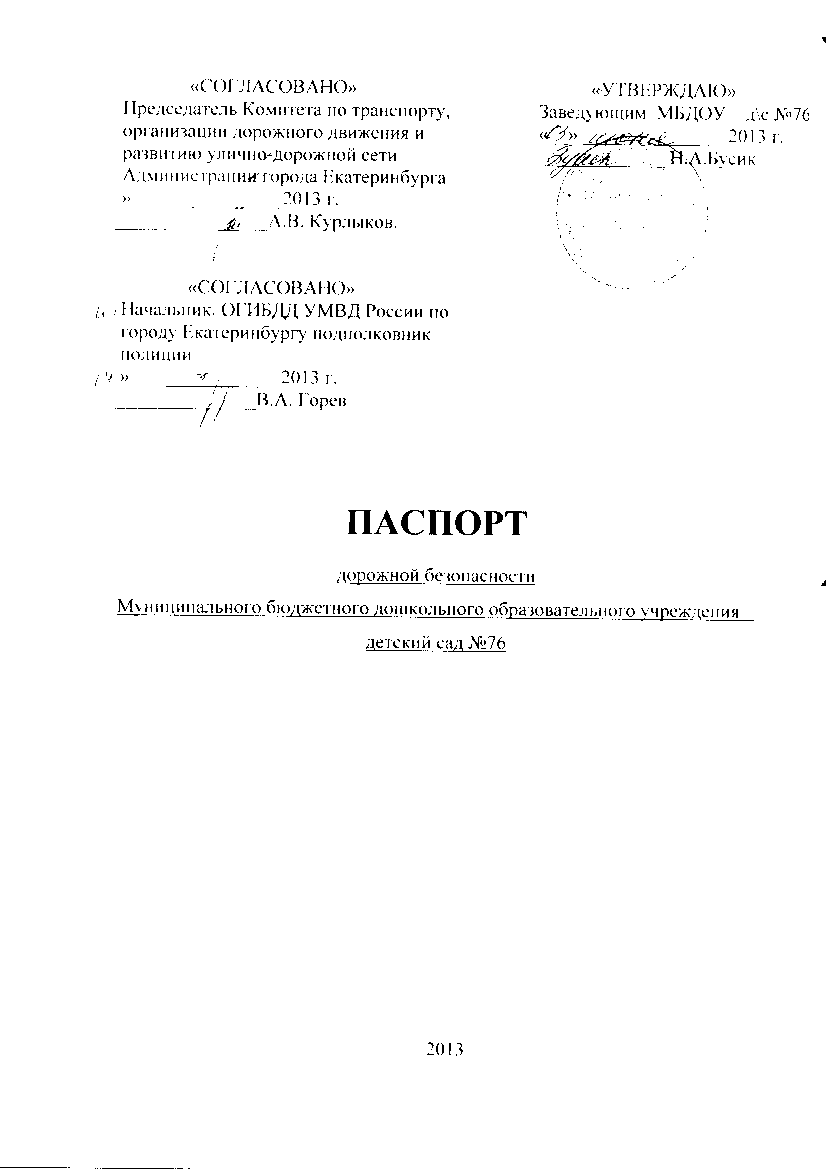 «СОГЛАСОВАНО»
Председатель Комитета по транспорту,
организации дорожного движения и
развитию улично-дорожной сети
Администрации города Екатеринбурга
» 2013 г.
А.В. Курлыков.
«СОГЛАСОВАНО»
Начальник. ОГИБДД УМВД России по
городу Екатеринбургу подполковник
полиции
» 2013 г.
В.А. Горев
«УТВЕРЖДАЮ»
Заведующим МБДОУ д\с №76
« » июня 2013 г.
Н.А.Бусик
ПАСПОРТ
дорожной безопасности
Муниципального бюджетного дошкольного образовательного учреждения
детский сад №76
2013